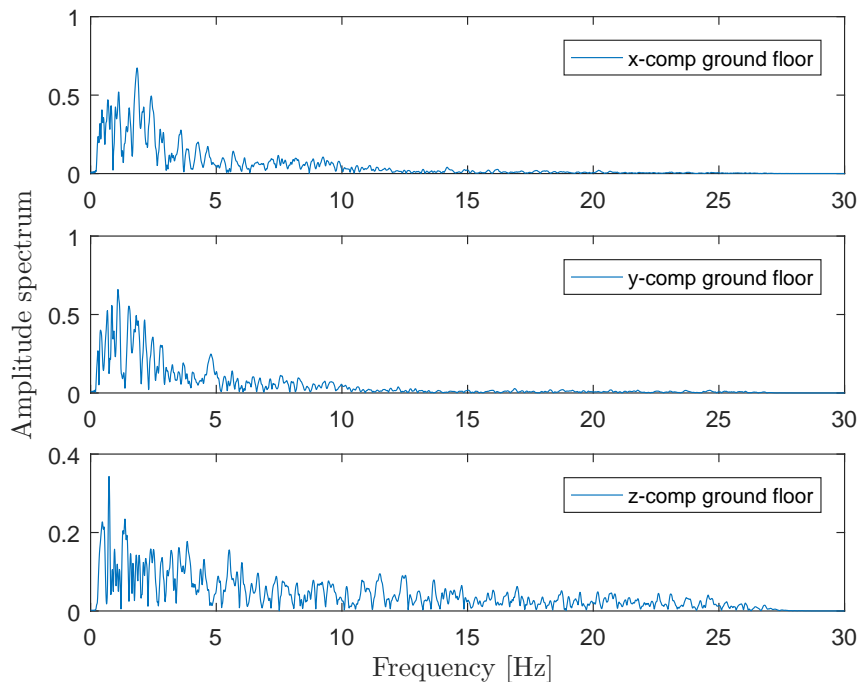 1
x-comp ground floor
0.5
0
0 5 10 15 20 25 30
1
y-comp ground floor
0.5
0
0 5 10 15 20 25 30
Amplitude spectrum
0.4
z-comp ground floor
0.2
0
0 5 10 15 20 25 30
Frequency [Hz]